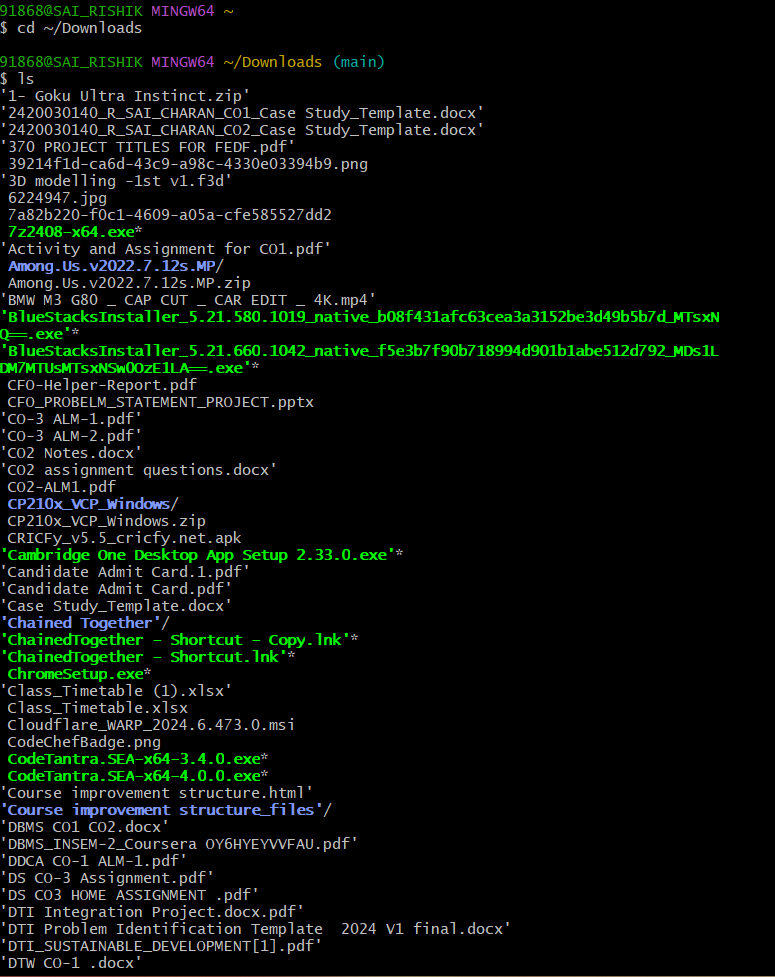 91868@SAI_RISHIK MINGW64 ~
$ cd ~/Downloads
91868@SAI_RISHIK MINGW64 ~/Downloads (main)
$ ls
'1- Goku Ultra Instinct.zip'
'2420030140_R_SAI_CHARAN_CO1_Case Study_Template.docx'
'2420030140_R_SAI_CHARAN_CO2_Case Study_Template.docx'
'370 PROJECT TITLES FOR FEDF.pdf'
39214f1d-ca6d-43c9-a98c-4330e03394b9.png
'3D modelling -1st v1.f3d'
6224947.jpg
7a82b220-f0c1-4609-a05a-cfe585527dd2
7z2408-x64.exe*
'Activity and Assignment for CO1.pdf'
Among.Us.v2022.7.12s.MP/
Among.Us.v2022.7.12s.MP.zip
'BMW M3 G80 _ CAP CUT _ CAR EDIT _ 4K.mp4'
'BlueStacksInstaller_5.21.580.1019_native_b08f431afc63cea3a3152be3d49b5b7d_MTsxN
Q==.exe'*
'BlueStacksInstaller_5.21.660.1042_native_f5e3b7f90b718994d901b1abe512d792_MDs1L
DM7MTUsMTsxNSwOOzE1LA==.exe'*
CFO-Helper-Report.pdf
CFO_PROBELM_STATEMENT_PROJECT.pptx
'CO-3 ALM-1.pdf'
'CO-3 ALM-2.pdf'
'CO2 Notes.docx'
'CO2 assignment questions.docx'
CO2-ALM1.pdf
CP210x_VCP_Windows/
CP210x_VCP_Windows.zip
CRICFy_v5.5_cricfy.net.apk
'Cambridge One Desktop App Setup 2.33.0.exe'*
'Candidate Admit Card.1.pdf'
'Candidate Admit Card.pdf'
'Case Study_Template.docx'
'Chained Together'/
'ChainedTogether - Shortcut - Copy.lnk'*
'ChainedTogether - Shortcut.lnk'*
ChromeSetup.exe*
'Class_Timetable (1).xlsx'
Class_Timetable.xlsx
Cloudflare_WARP_2024.6.473.0.msi
CodeChefBadge.png
CodeTantra.SEA-x64-3.4.0.exe*
CodeTantra.SEA-x64-4.0.0.exe*
'Course improvement structure.html'
'Course improvement structure_files'/
'DBMS CO1 CO2.docx'
'DBMS_INSEM-2_Coursera OY6HYEYVVFAU.pdf'
'DDCA CO-1 ALM-1.pdf'
'DS CO-3 Assignment.pdf'
'DS CO3 HOME ASSIGNMENT .pdf'
'DTI Integration Project.docx.pdf'
'DTI Problem Identification Template  2024 V1 final.docx'
'DTI_SUSTAINABLE_DEVELOPMENT[1].pdf'
'DTW CO-1 .docx'